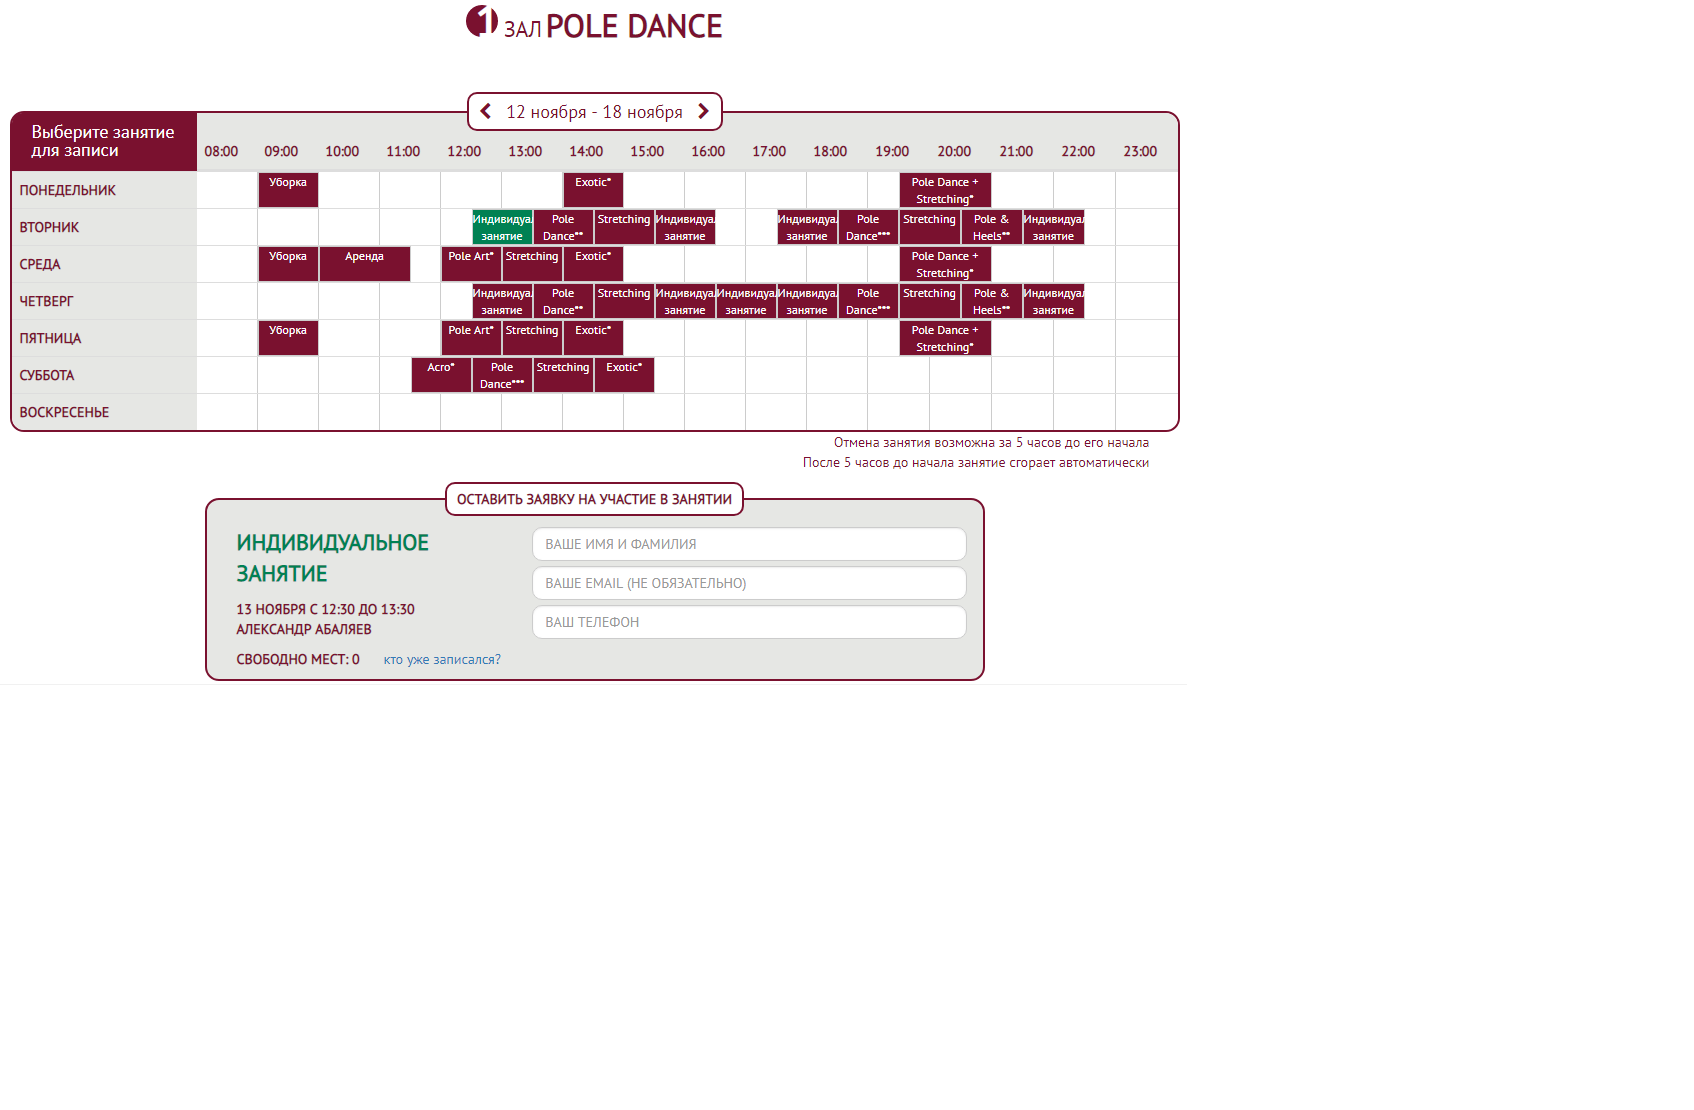 1 ЗАЛ POLE DANCE
12 ноября - 18 ноября
Выберите занятие
для записи
08:00 09:00 10:00 11:00 12:00 13:00 14:00 15:00 16:00 17:00 18:00 19:00 20:00 21:00 22:00 23:00
ПОНЕДЕЛЬНИК Уборка Exotic* Pole Dance +
Stretching*
ВТОРНИК Индивидуа Pole Stretching Индивидуа Индивидуа Pole Stretching Pole & Индивидуа
занятие Dance** занятие занятие Dance*** Heels** занятие
СРЕДА Уборка Аренда Pole Art* Stretching Exotic* Pole Dance +
Stretching*
ЧЕТВЕРГ Индивидуа Pole Stretching Индивидуа Индивидуа Индивидуа Pole Stretching Pole & Индивидуа
занятие Dance** занятие занятие занятие Dance*** Heels** занятие
ПЯТНИЦА Уборка Pole Art* Stretching Exotic* Pole Dance +
Stretching*
СУББОТА Acro* Pole Stretching Exotic*
Dance***
ВОСКРЕСЕНЬЕ
Отмена занятия возможна за 5 часов до его начала
После 5 часов до начала занятие сгорает автоматически
ОСТАВИТЬ ЗАЯВКУ НА УЧАСТИЕ В ЗАНЯТИИ
ИНДИВИДУАЛЬНОЕ
ЗАНЯТИЕ
13 НОЯБРЯ С 12:30 ДО 13:30
АЛЕКСАНДР АБАЛЯЕВ
СВОБОДНО МЕСТ: 0 кто уже записался?
ВАШЕ ИМЯ И ФАМИЛИЯ
ВАШЕ EMAIL (НЕ ОБЯЗАТЕЛЬНО)
ВАШ ТЕЛЕФОН